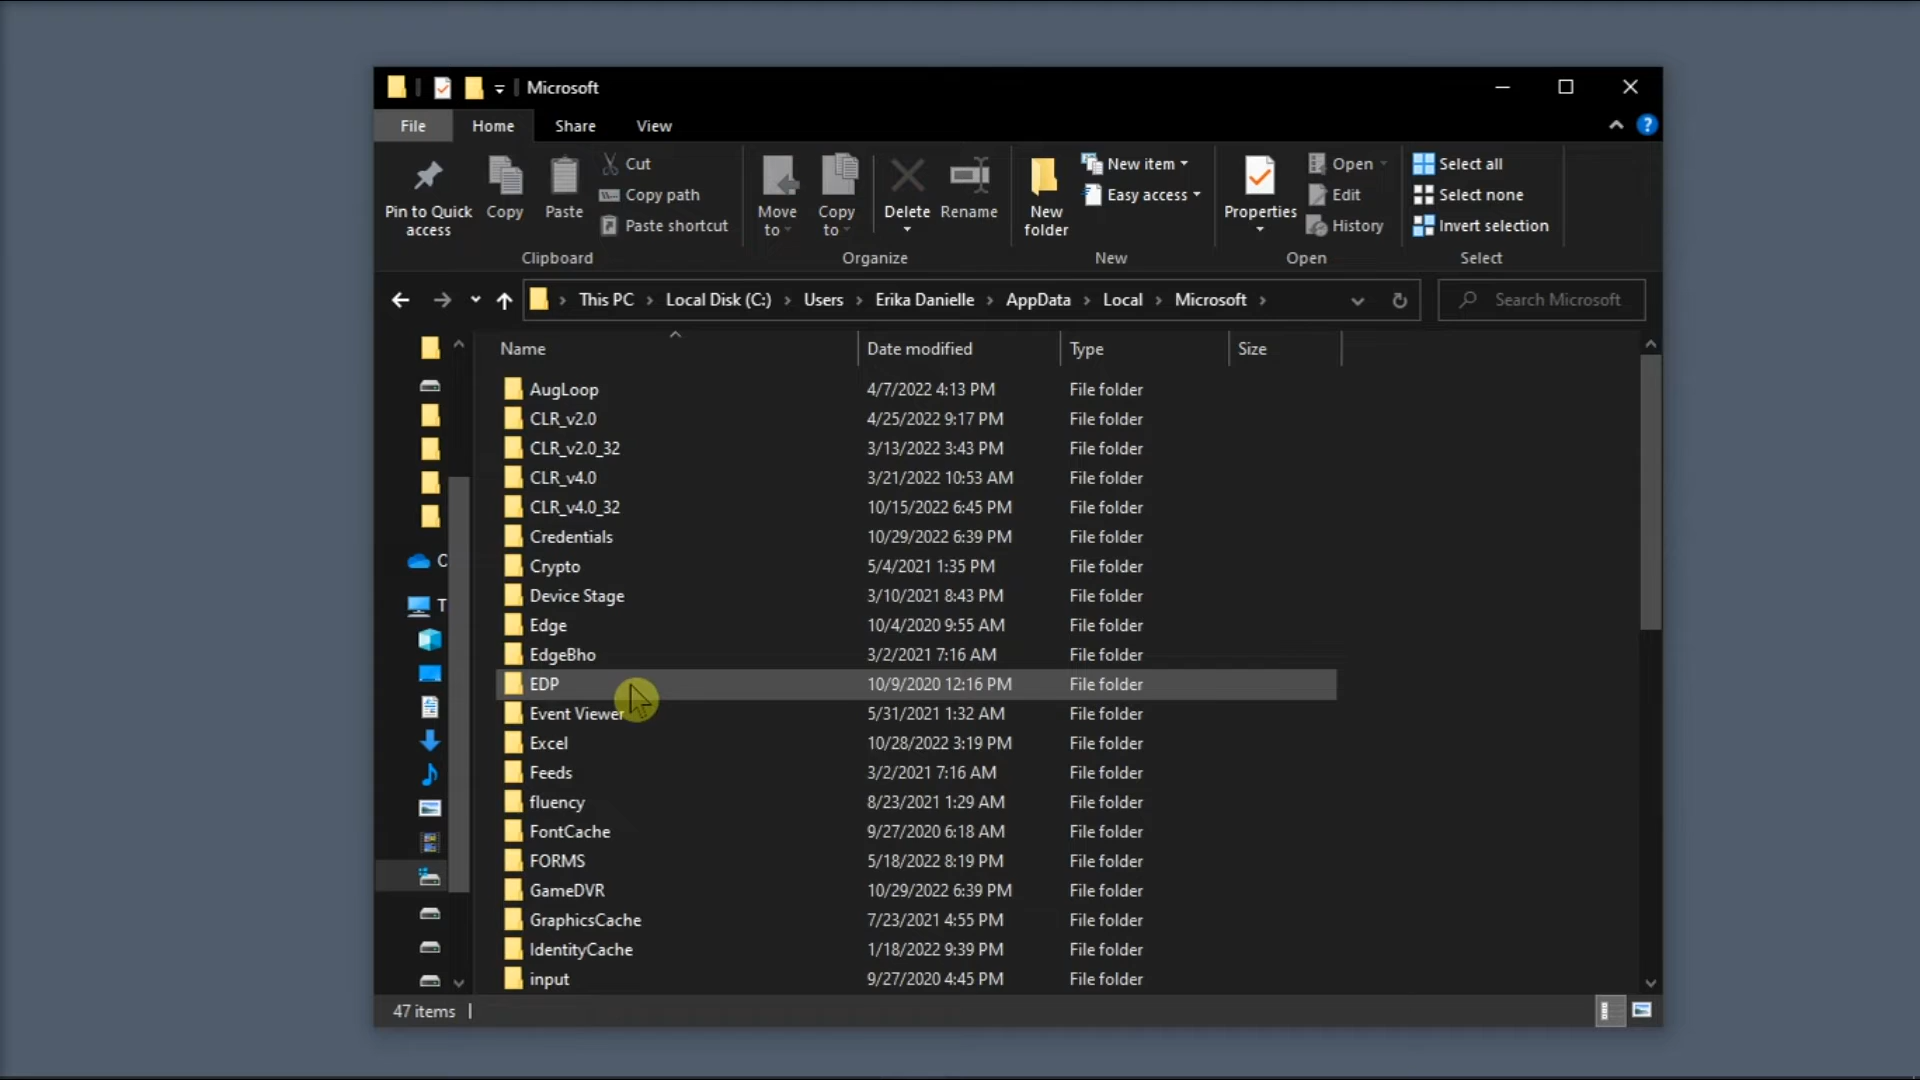 Microsoft
File Home Share View
Pin to Quick access
Copy
Paste
Cut
Copy path
Paste shortcut
Clipboard
Move to
Copy to
Delete
Rename
Organize
New folder
New item
Easy access
New
Properties
Open
Edit
History
Open
Select all
Select none
Invert selection
Select
This PC > Local Disk (C:) > Users > Erika Danielle > AppData > Local > Microsoft >
Search Microsoft
Name Date modified Type Size
AugLoop 4/7/2022 4:13 PM File folder
CLR_v2.0 4/25/2022 9:17 PM File folder
CLR_v2.0_32 3/13/2022 3:43 PM File folder
CLR_v4.0 3/21/2022 10:53 AM File folder
CLR_v4.0_32 10/15/2022 6:45 PM File folder
Credentials 10/29/2022 6:39 PM File folder
Crypto 5/4/2021 1:35 PM File folder
Device Stage 3/10/2021 8:43 PM File folder
Edge 10/4/2020 9:55 AM File folder
EdgeBho 3/2/2021 7:16 AM File folder
EDP 10/9/2020 12:16 PM File folder
Event Viewer 5/31/2021 1:32 AM File folder
Excel 10/28/2022 3:19 PM File folder
Feeds 3/2/2021 7:16 AM File folder
fluency 8/23/2021 1:29 AM File folder
FontCache 9/27/2020 6:18 AM File folder
FORMS 5/18/2022 8:19 PM File folder
GameDVR 10/29/2022 6:39 PM File folder
GraphicsCache 7/23/2021 4:55 PM File folder
IdentityCache 1/18/2022 9:39 PM File folder
input 9/27/2020 4:45 PM File folder
47 items